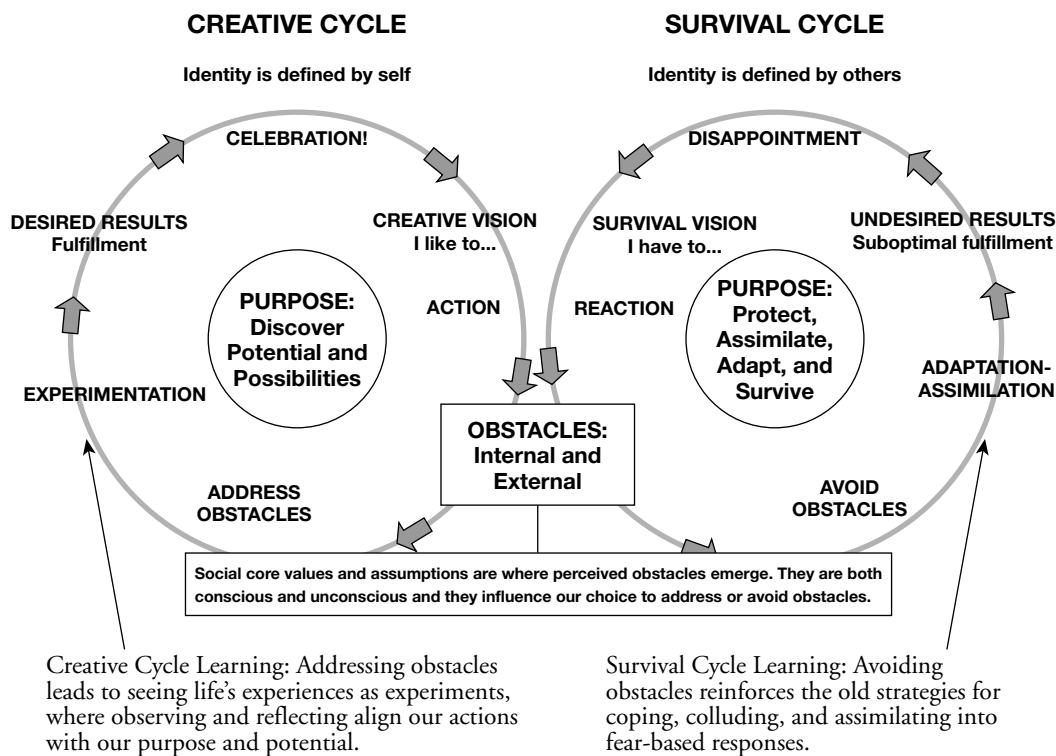 CREATIVE CYCLE
Identity is defined by self
CELEBRATION!
CREATIVE VISION
I like to...
ACTION
DESIRED RESULTS
Fulfillment
PURPOSE:
Discover
Potential and
Possibilities
EXPERIMENTATION
ADDRESS
OBSTACLES
SURVIVAL CYCLE
Identity is defined by others
DISAPPOINTMENT
SURVIVAL VISION
I have to...
REACTION
UNDESIRED RESULTS
Suboptimal fulfillment
PURPOSE:
Protect,
Assimilate,
Adapt, and
Survive
ADAPTATION-
ASSIMILATION
AVOID
OBSTACLES
OBSTACLES:
Internal and
External
Social core values and assumptions are where perceived obstacles emerge. They are both
conscious and unconscious and they influence our choice to address or avoid obstacles.
Creative Cycle Learning: Addressing obstacles
leads to seeing life’s experiences as experiments,
where observing and reflecting align our actions
with our purpose and potential.
Survival Cycle Learning: Avoiding
obstacles reinforces the old strategies for
coping, colluding, and assimilating into
fear-based responses.